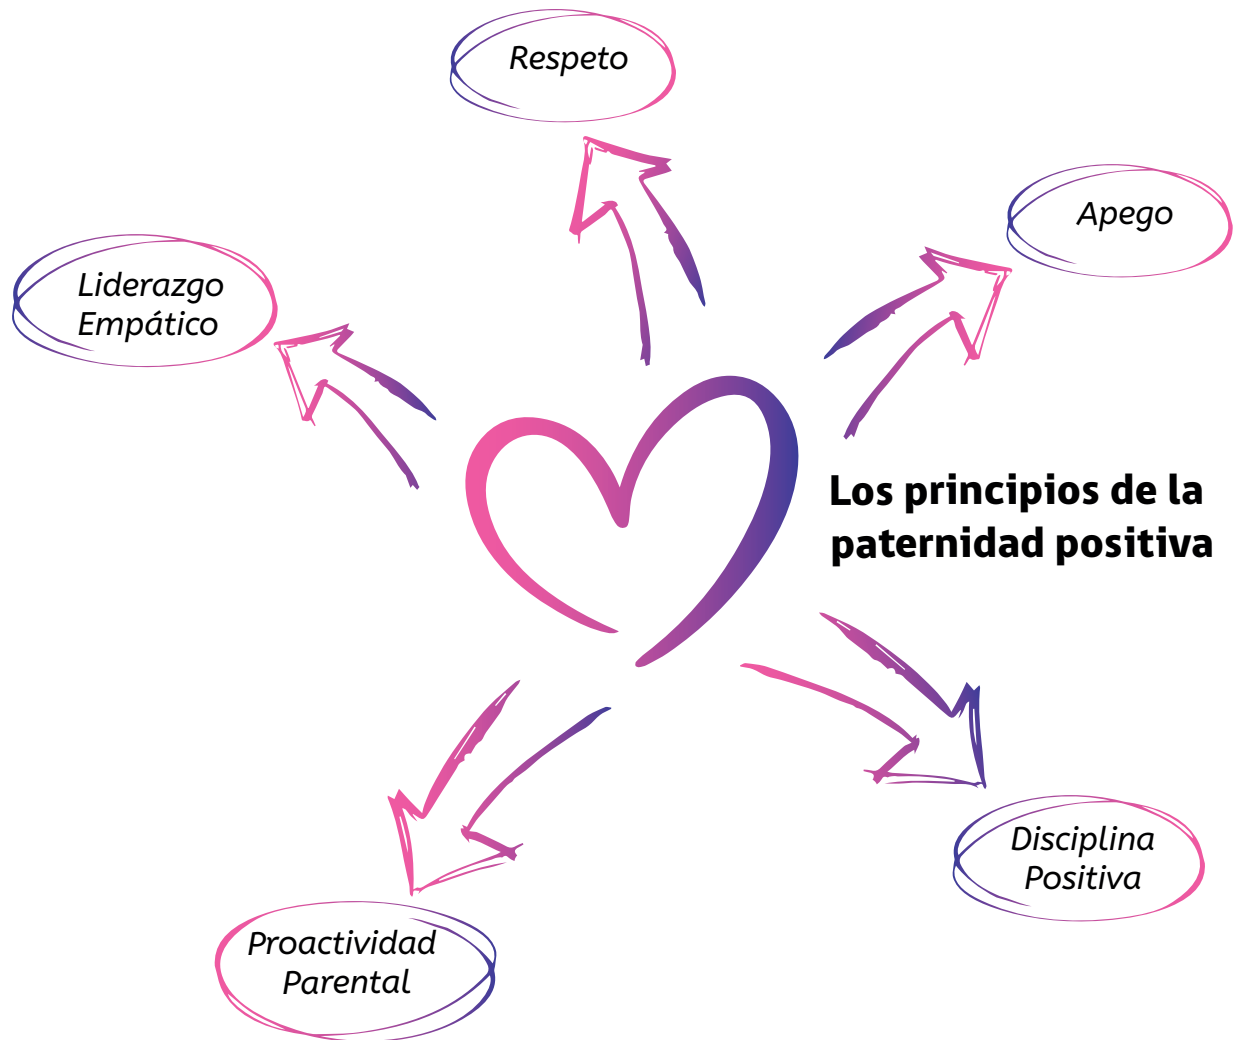 Respeto
Apego
Liderazgo
Empático
Los principios de la
paternidad positiva
Disciplina
Positiva
Proactividad
Parental